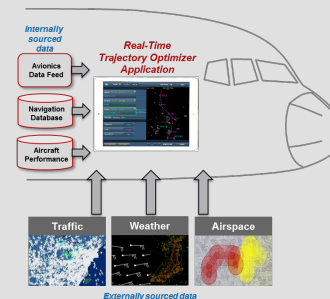 Internally
sourced
data
Real-Time
Trajectory Optimizer
Application
Avionics
Data Feed
Navigation
Database
Aircraft
Performance
Traffic
Weather
Airspace
Externally sourced data